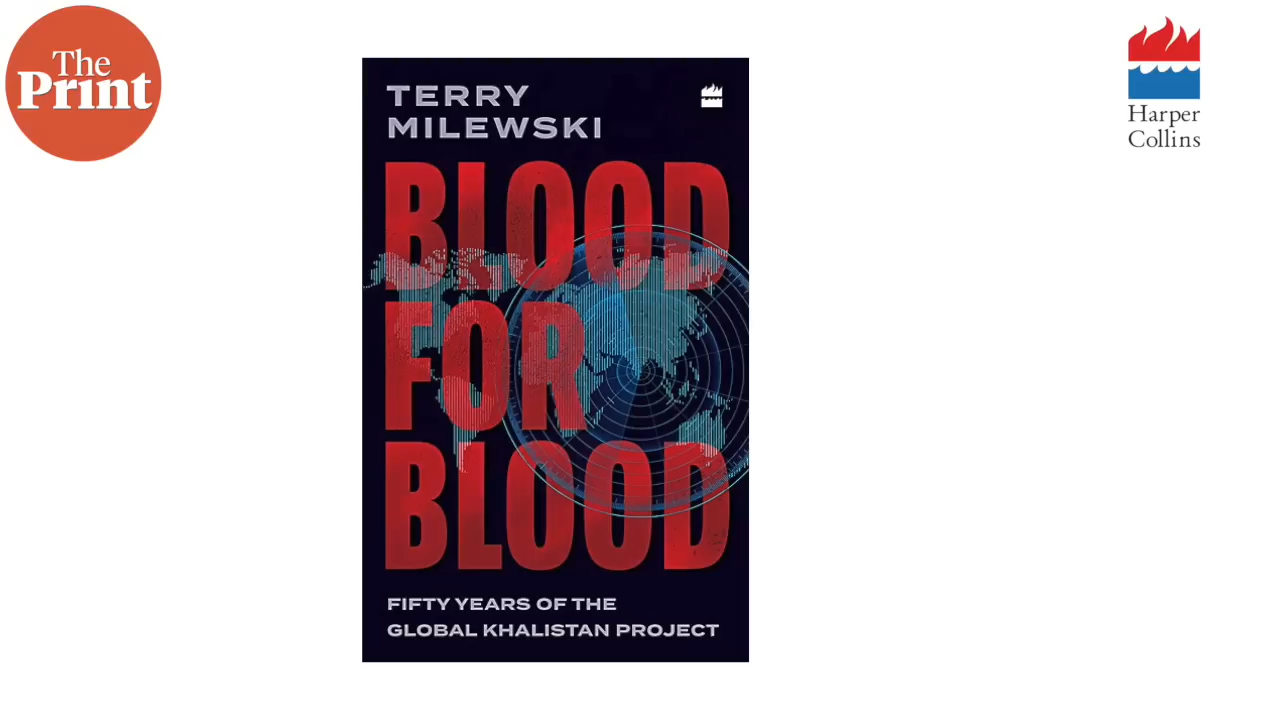 The
Print
Harper
Collins
TERRY
MILEWSKI
BLOOD
FOR
BLOOD
FIFTY YEARS OF THE
GLOBAL KHALISTAN PROJECT